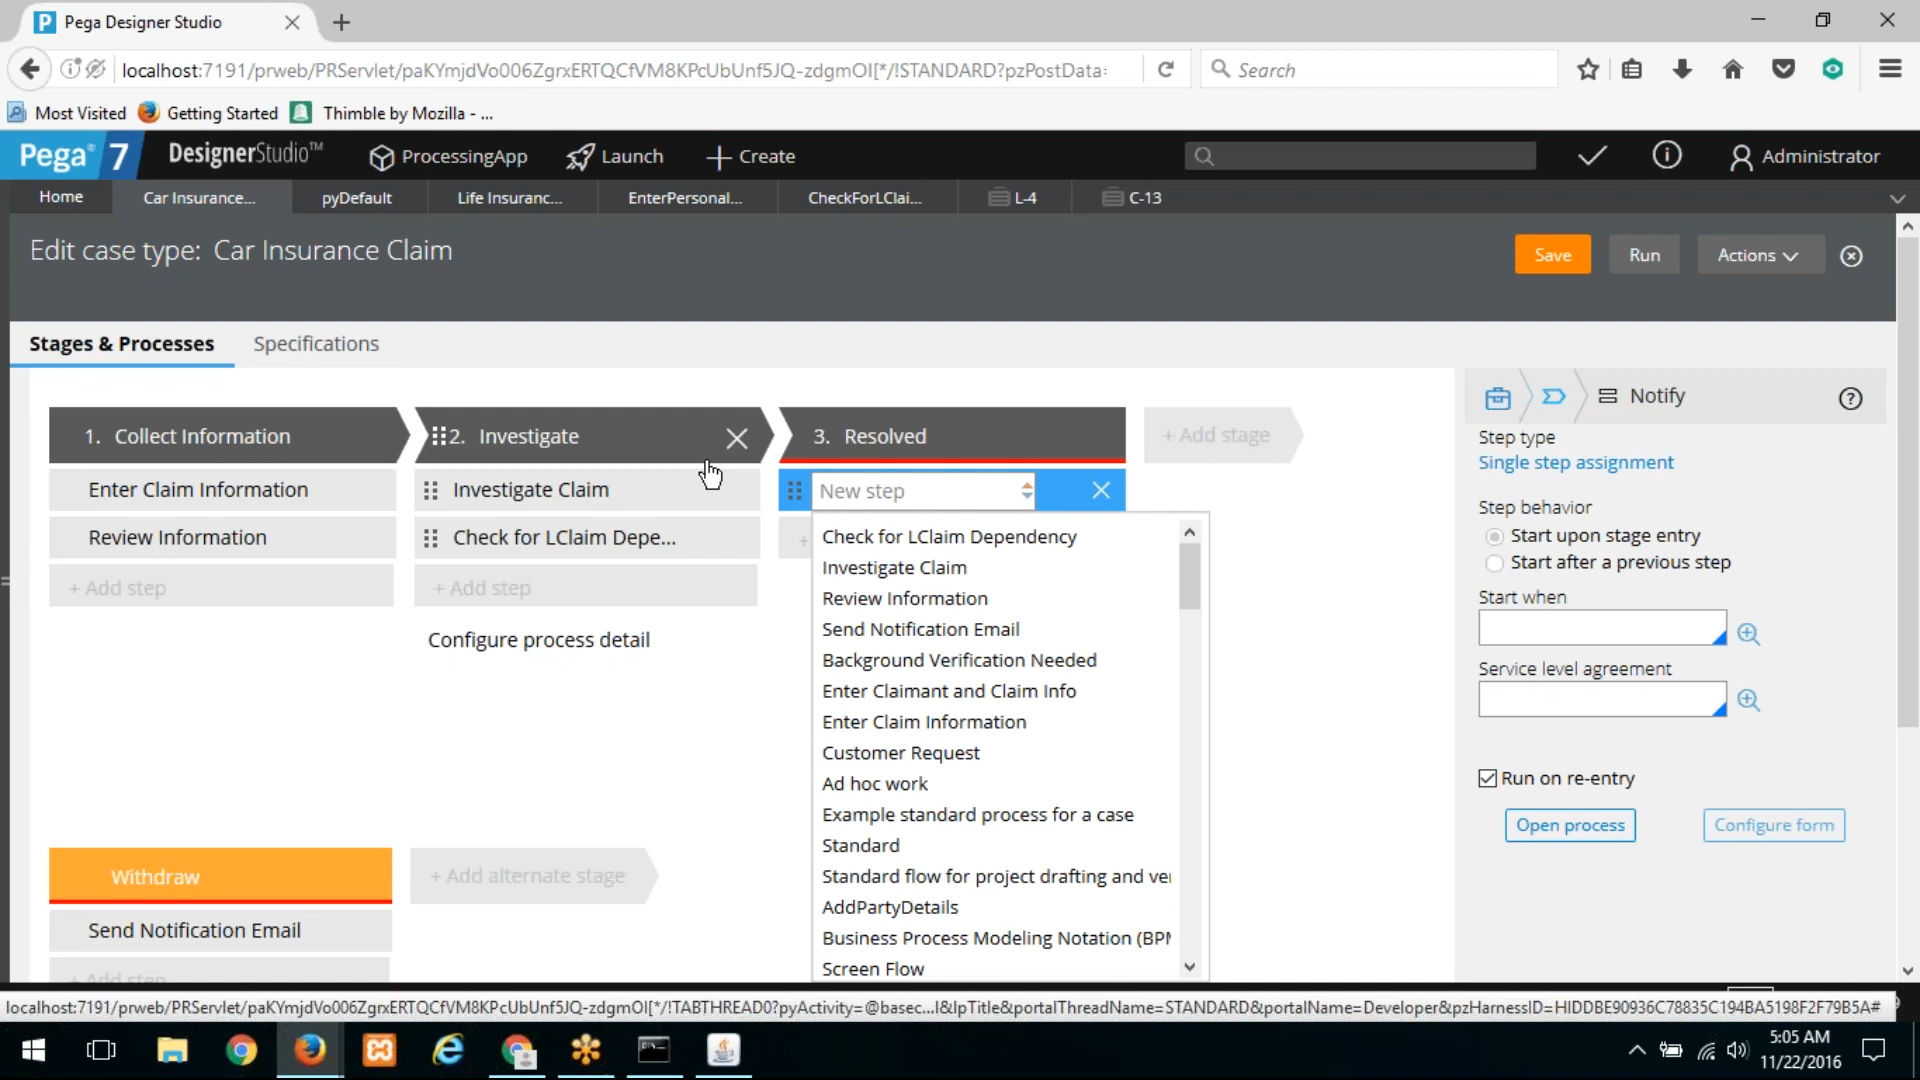 Pega Designer Studio
localhost:7191/prweb/PRServlet/paKYmjdVo006ZgrxERTQCfVM8KPcUbUnf5JQ-zdgmOI[*/!STANDARD?pzPostData:
Search
Most Visited
Getting Started
Thimble by Mozilla - ...
Pega® 7
DesignerStudio™
ProcessingApp
Launch
Create
Administrator
Home
Car Insurance...
pyDefault
Life Insuranc...
EnterPersonal...
CheckForLClai...
L-4
C-13
Edit case type: Car Insurance Claim
Save
Run
Actions
Stages & Processes
Specifications
1. Collect Information
2. Investigate
3. Resolved
+ Add stage
Notify
Enter Claim Information
Investigate Claim
New step
Review Information
Check for LClaim Depe...
+
+ Add step
+ Add step
Configure process detail
Check for LClaim Dependency
Investigate Claim
Review Information
Send Notification Email
Background Verification Needed
Enter Claimant and Claim Info
Enter Claim Information
Customer Request
Ad hoc work
Example standard process for a case
Standard
Standard flow for project drafting and ve
AddPartyDetails
Business Process Modeling Notation (BPM
Screen Flow
Step type
Single step assignment
Step behavior
Start upon stage entry
Start after a previous step
Start when
Service level agreement
Run on re-entry
Open process
Configure form
Withdraw
+ Add alternate stage
Send Notification Email
+ Add step
localhost:7191/prweb/PRServlet/paKYmjdVo006ZgrxERTQCfVM8KPcUbUnf5JQ-zdgmOI[*/!TABTHREAD0?pyActivity=@basec...l&lpTitle&portalThreadName=STANDARD&portalName=Developer&pzHarnessID=HIDDBE90936C78835C194BA5198F2F79B5A#
5:05 AM
11/22/2016